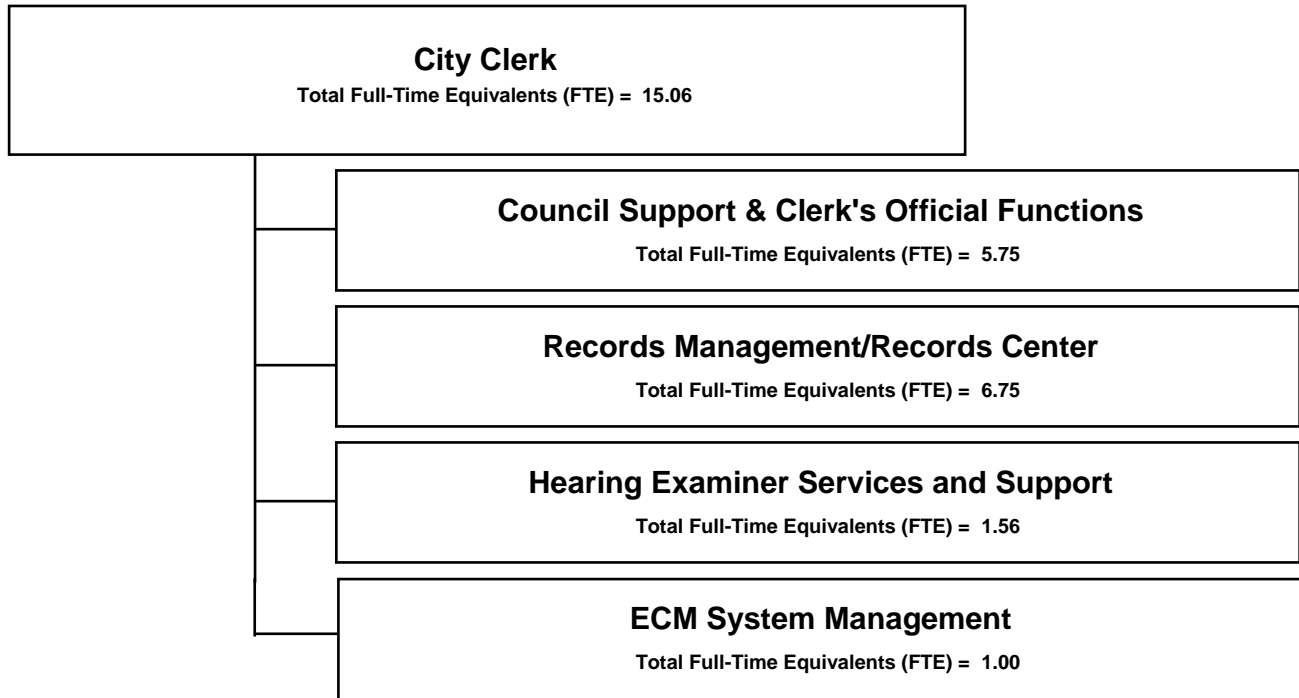 City Clerk
Total Full-Time Equivalents (FTE) = 15.06
Council Support & Clerk's Official Functions
Total Full-Time Equivalents (FTE) = 5.75
Records Management/Records Center
Total Full-Time Equivalents (FTE) = 6.75
Hearing Examiner Services and Support
Total Full-Time Equivalents (FTE) = 1.56
ECM System Management
Total Full-Time Equivalents (FTE) = 1.00